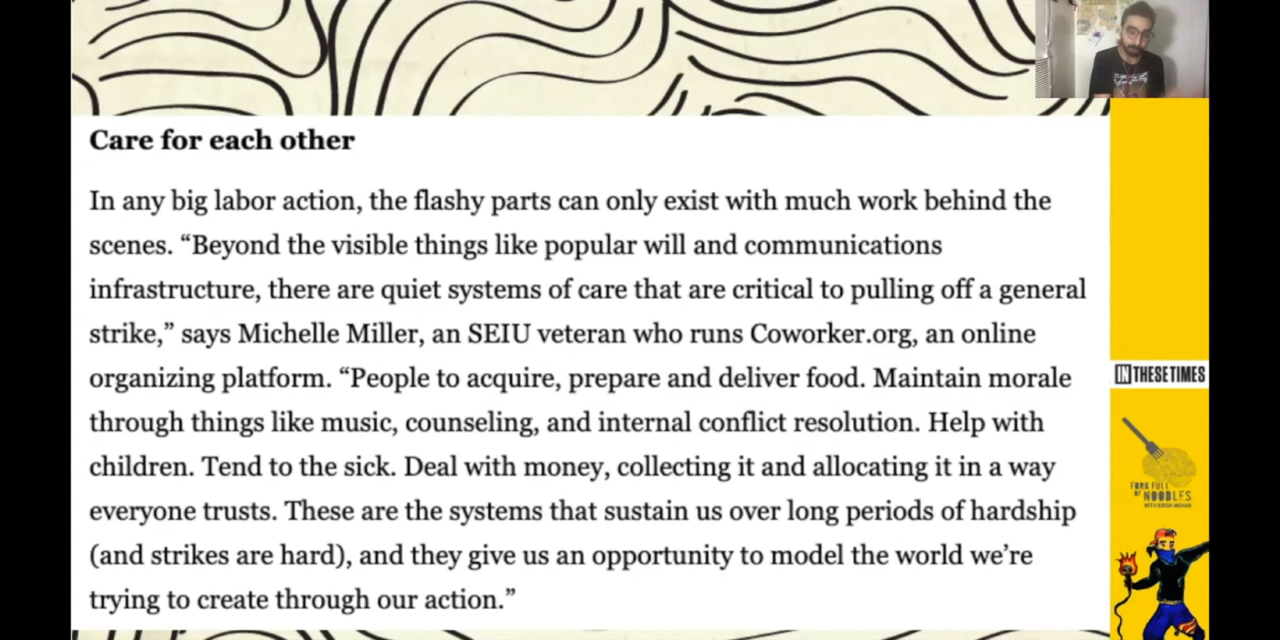 Care for each other
In any big labor action, the flashy parts can only exist with much work behind the
scenes. “Beyond the visible things like popular will and communications
infrastructure, there are quiet systems of care that are critical to pulling off a general
strike,” says Michelle Miller, an SEIU veteran who runs Coworker.org, an online
organizing platform. “People to acquire, prepare and deliver food. Maintain morale
through things like music, counseling, and internal conflict resolution. Help with
children. Tend to the sick. Deal with money, collecting it and allocating it in a way
everyone trusts. These are the systems that sustain us over long periods of hardship
(and strikes are hard), and they give us an opportunity to model the world we’re
trying to create through our action.”
IN THESE TIMES
FORK FULL
OF NOODLES